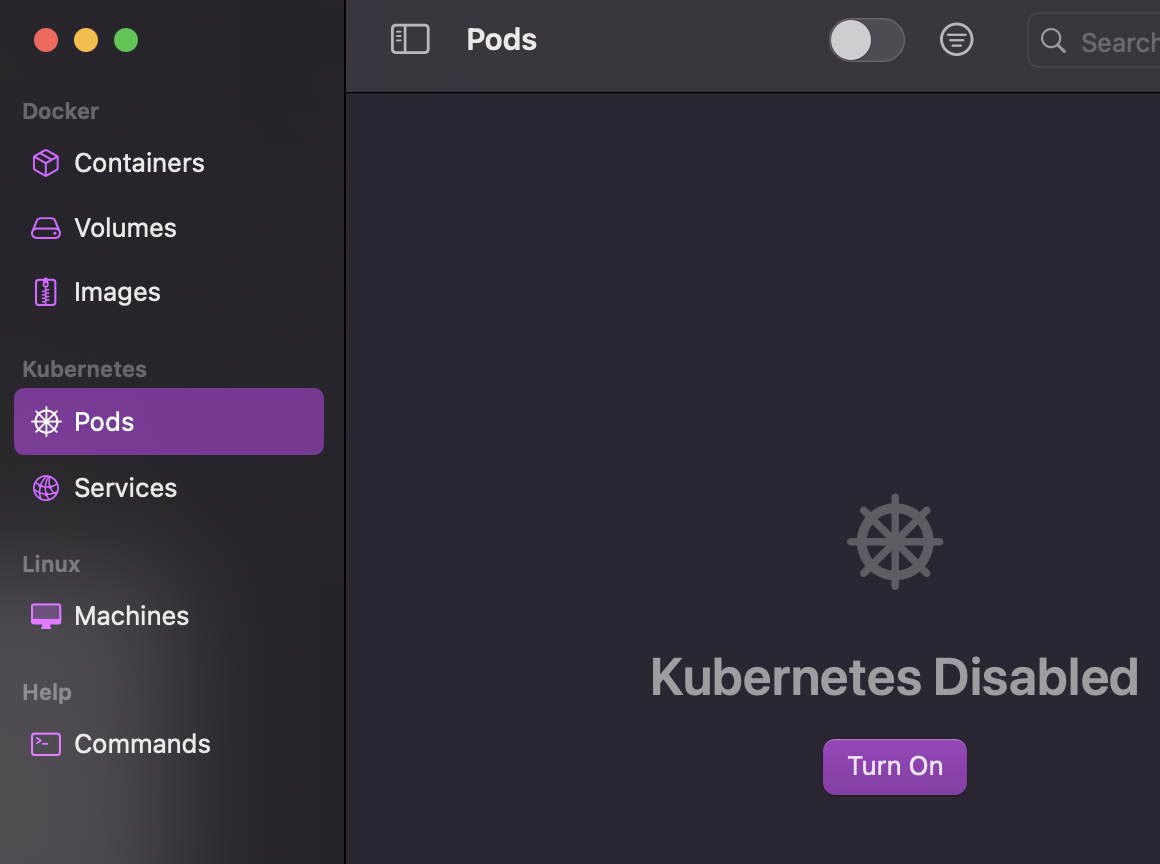 Docker
Containers
Volumes
Images
Kubernetes
Pods
Services
Linux
Machines
Help
Commands
Pods
Search
Kubernetes Disabled
Turn On